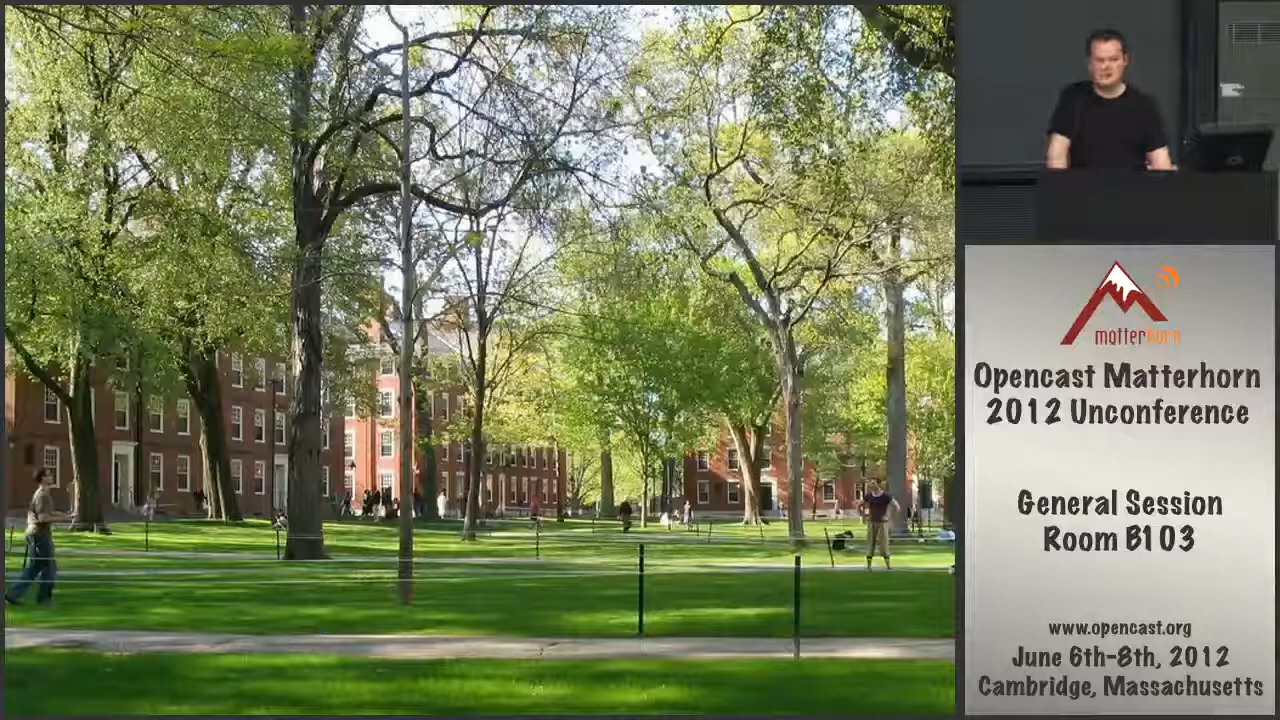 matterhorn
Opencast Matterhorn
2012 Unconference
General Session
Room B103
www.opencast.org
June 6th-8th, 2012
Cambridge, Massachusetts